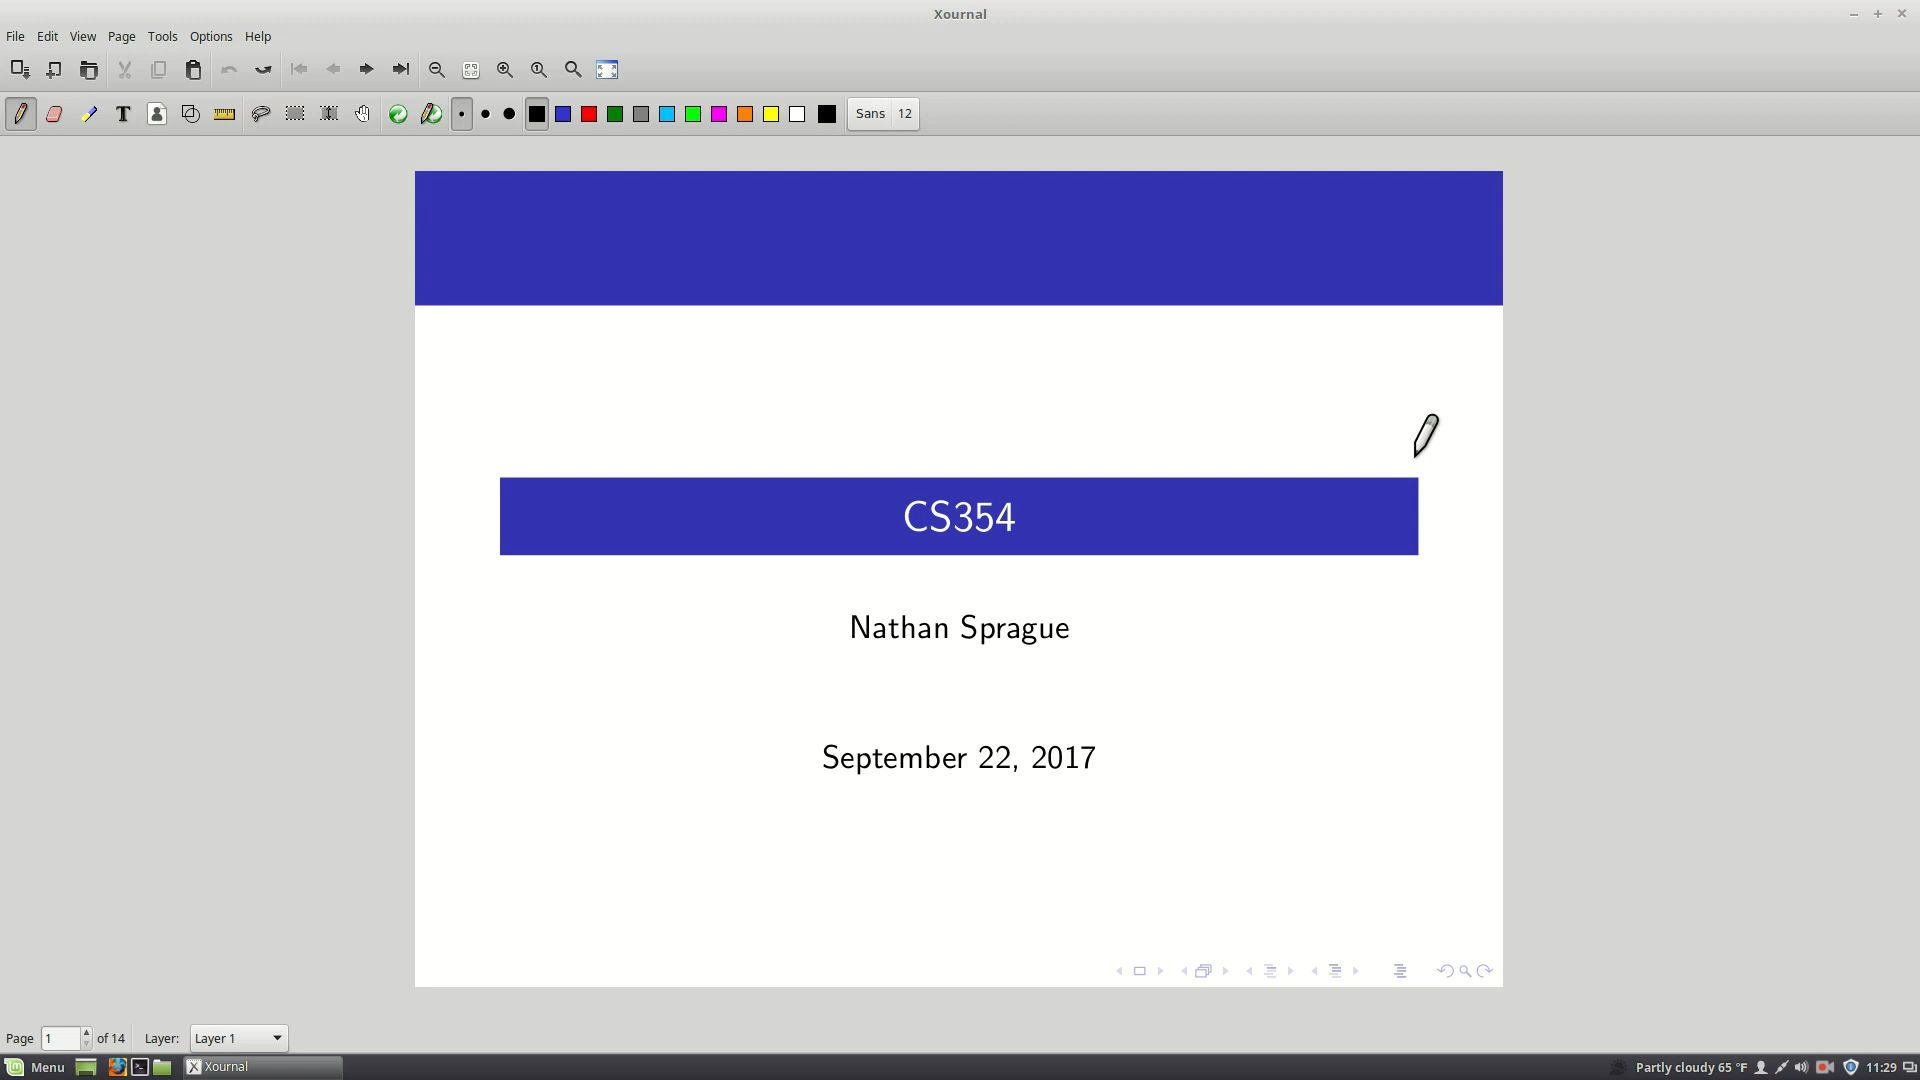 Xournal
File Edit View Page Tools Options Help
T Sans 12
CS354
Nathan Sprague
September 22, 2017
Page 1 of 14 Layer: Layer 1
Menu Xournal Partly cloudy 65 °F 11:29